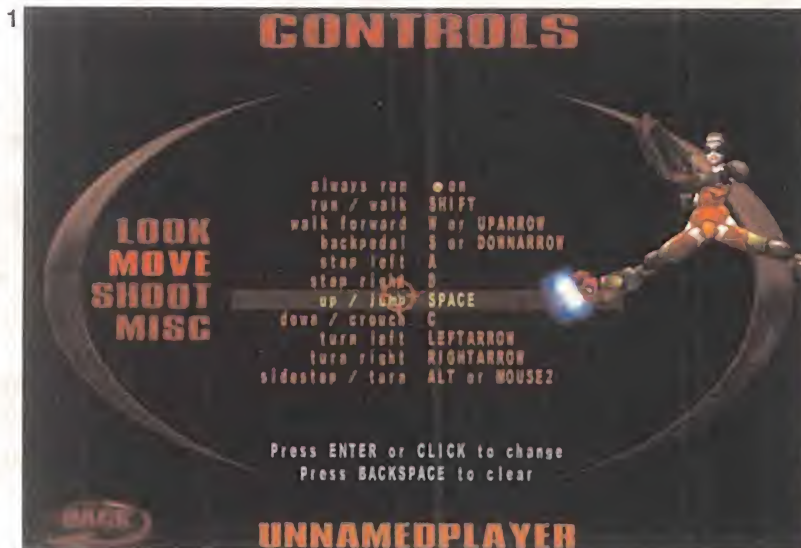 1
CONTROLS
always run on
run / walk SHIFT
walk forward W or UPARROW
backpedal S or DOWNARROW
step left A
step right D
up / jump SPACE
down / crouch C
turn left LEFTARROW
turn right RIGHTARROW
sidestep / turn ALT or MOUSE2
LOOK
MOVE
SHOOT
MISC
Press ENTER or CLICK to change
Press BACKSPACE to clear
BACK
UNNAMEDPLAYER